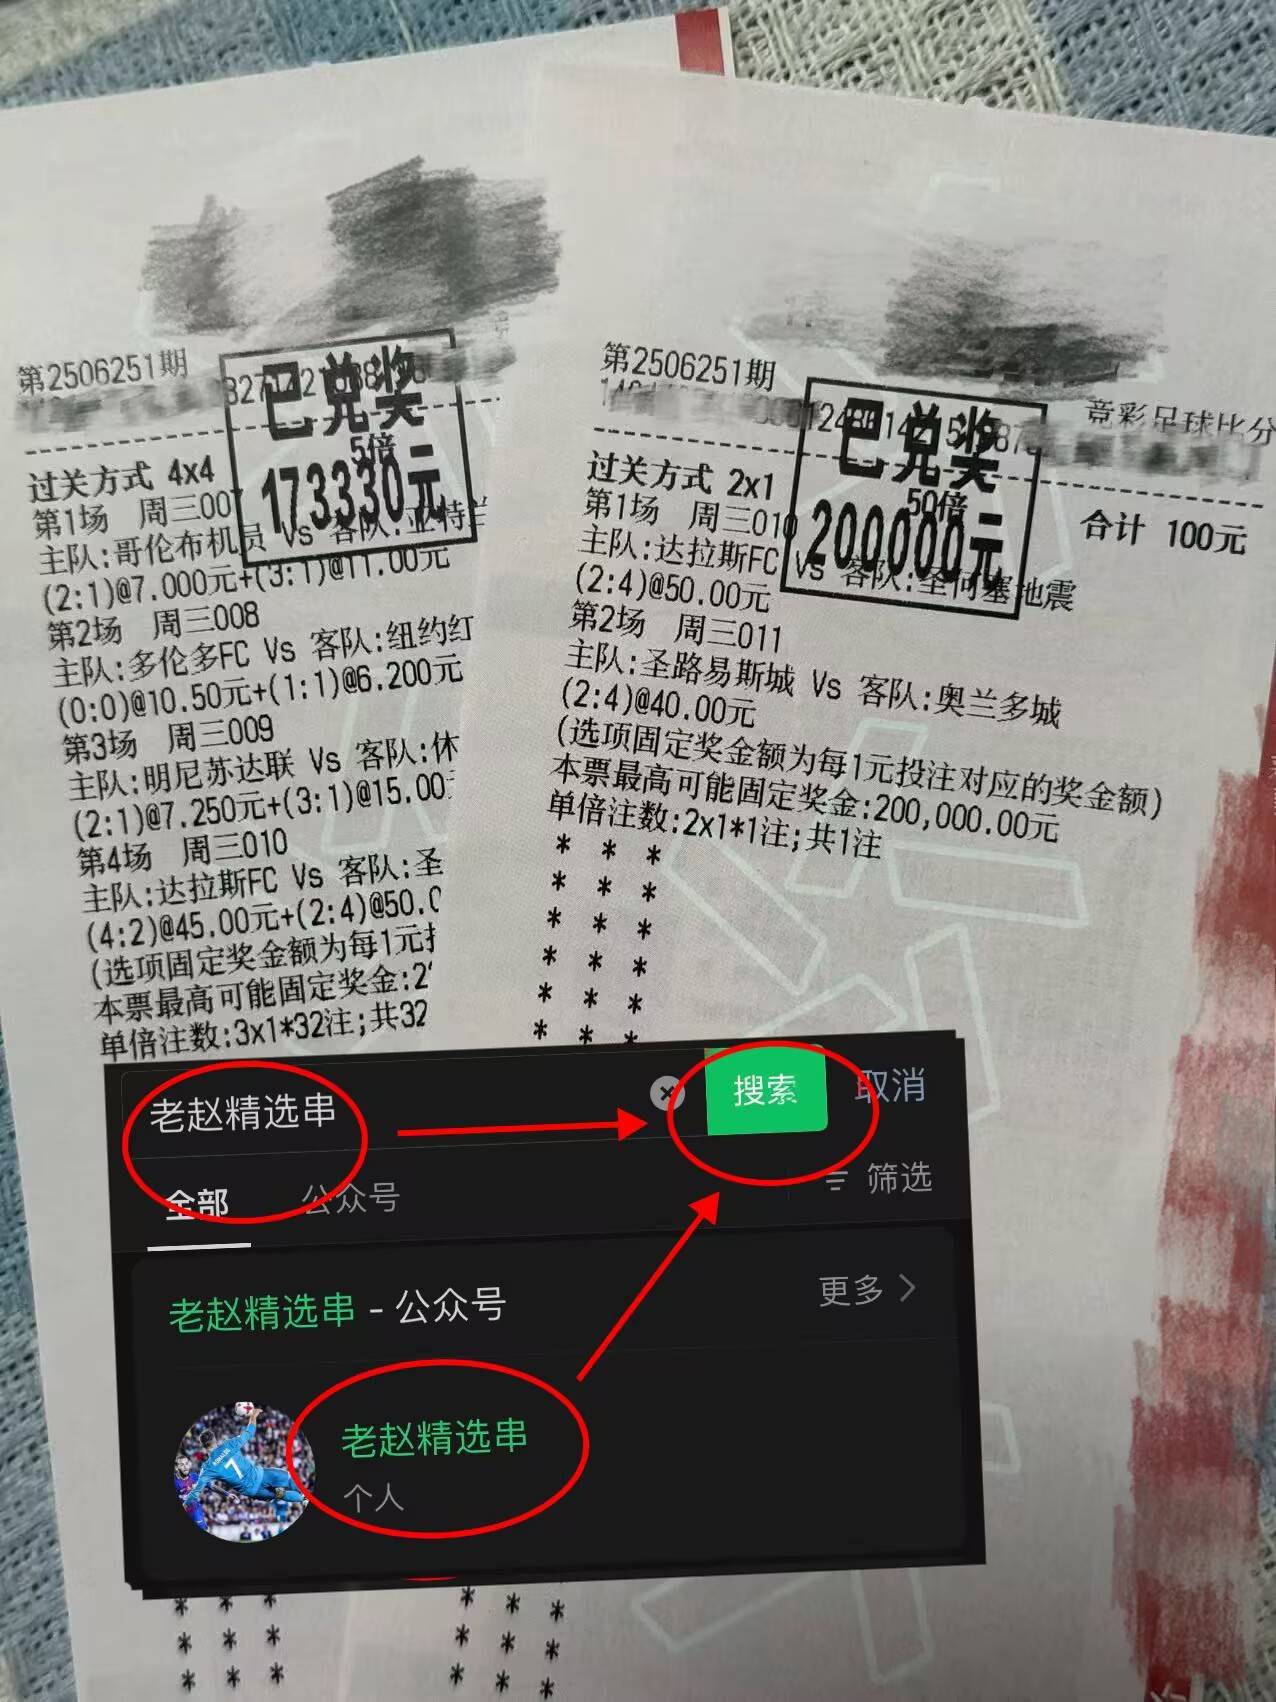 第2506251期
已兑奖
5倍
173330元
过关方式 4x4
第1场 周三007
主队:哥伦布机员 Vs 客队:亚特兰
(2:1)@7.000元+(3:1)@11.00元
第2场 周三008
主队:多伦多FC Vs 客队:纽约红
(0:0)@10.50元+(1:1)@6.200元
第3场 周三009
主队:明尼苏达联 Vs 客队:休
(2:1)@7.250元+(3:1)@15.00
第4场 周三010
主队:达拉斯FC Vs 客队:圣
(4:2)@45.00元+(2:4)@50.0
(选项固定奖金额为每1元
本票最高可能固定奖金:2
单倍注数:3x1*32注;共32
第2506251期
竞彩足球比分
已兑奖
50倍
200000元
过关方式 2x1
合计 100元
第1场 周三010
主队:达拉斯FC Vs 客队:圣何塞地震
(2:4)@50.00元
第2场 周三011
主队:圣路易斯城 Vs 客队:奥兰多城
(2:4)@40.00元
(选项固定奖金额为每1元投注对应的奖金额)
本票最高可能固定奖金:200,000.00元
单倍注数:2x1*1注;共1注
老赵精选串 搜索 取消
全部 公众号 筛选
老赵精选串 - 公众号 更多
老赵精选串
个人